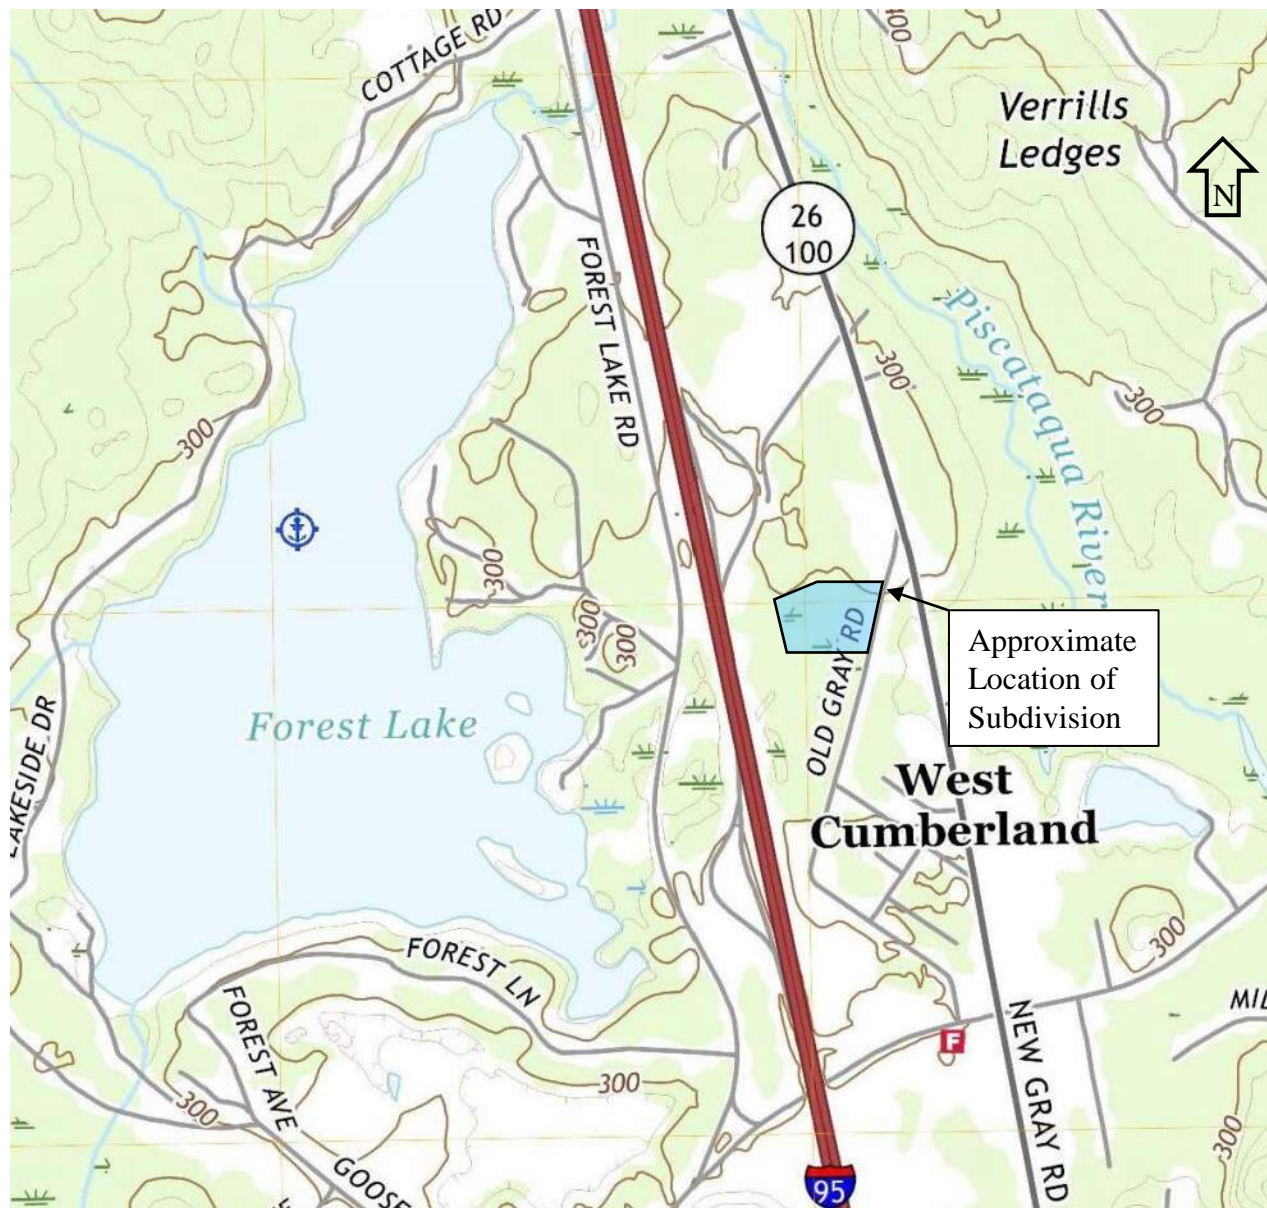 COTTAGE RD
400
Verrills
Ledges
N
26
100
FOREST LAKE RD
Piscataqua River
300
300
300
300
300
300
Approximate
Location of
Subdivision
OLD GRAY RD
Forest Lake
LAKESIDE DR
West
Cumberland
FOREST LN
300
FOREST AVE
NEW GRAY RD
MIL
F
300
300
300
GOOSE
95